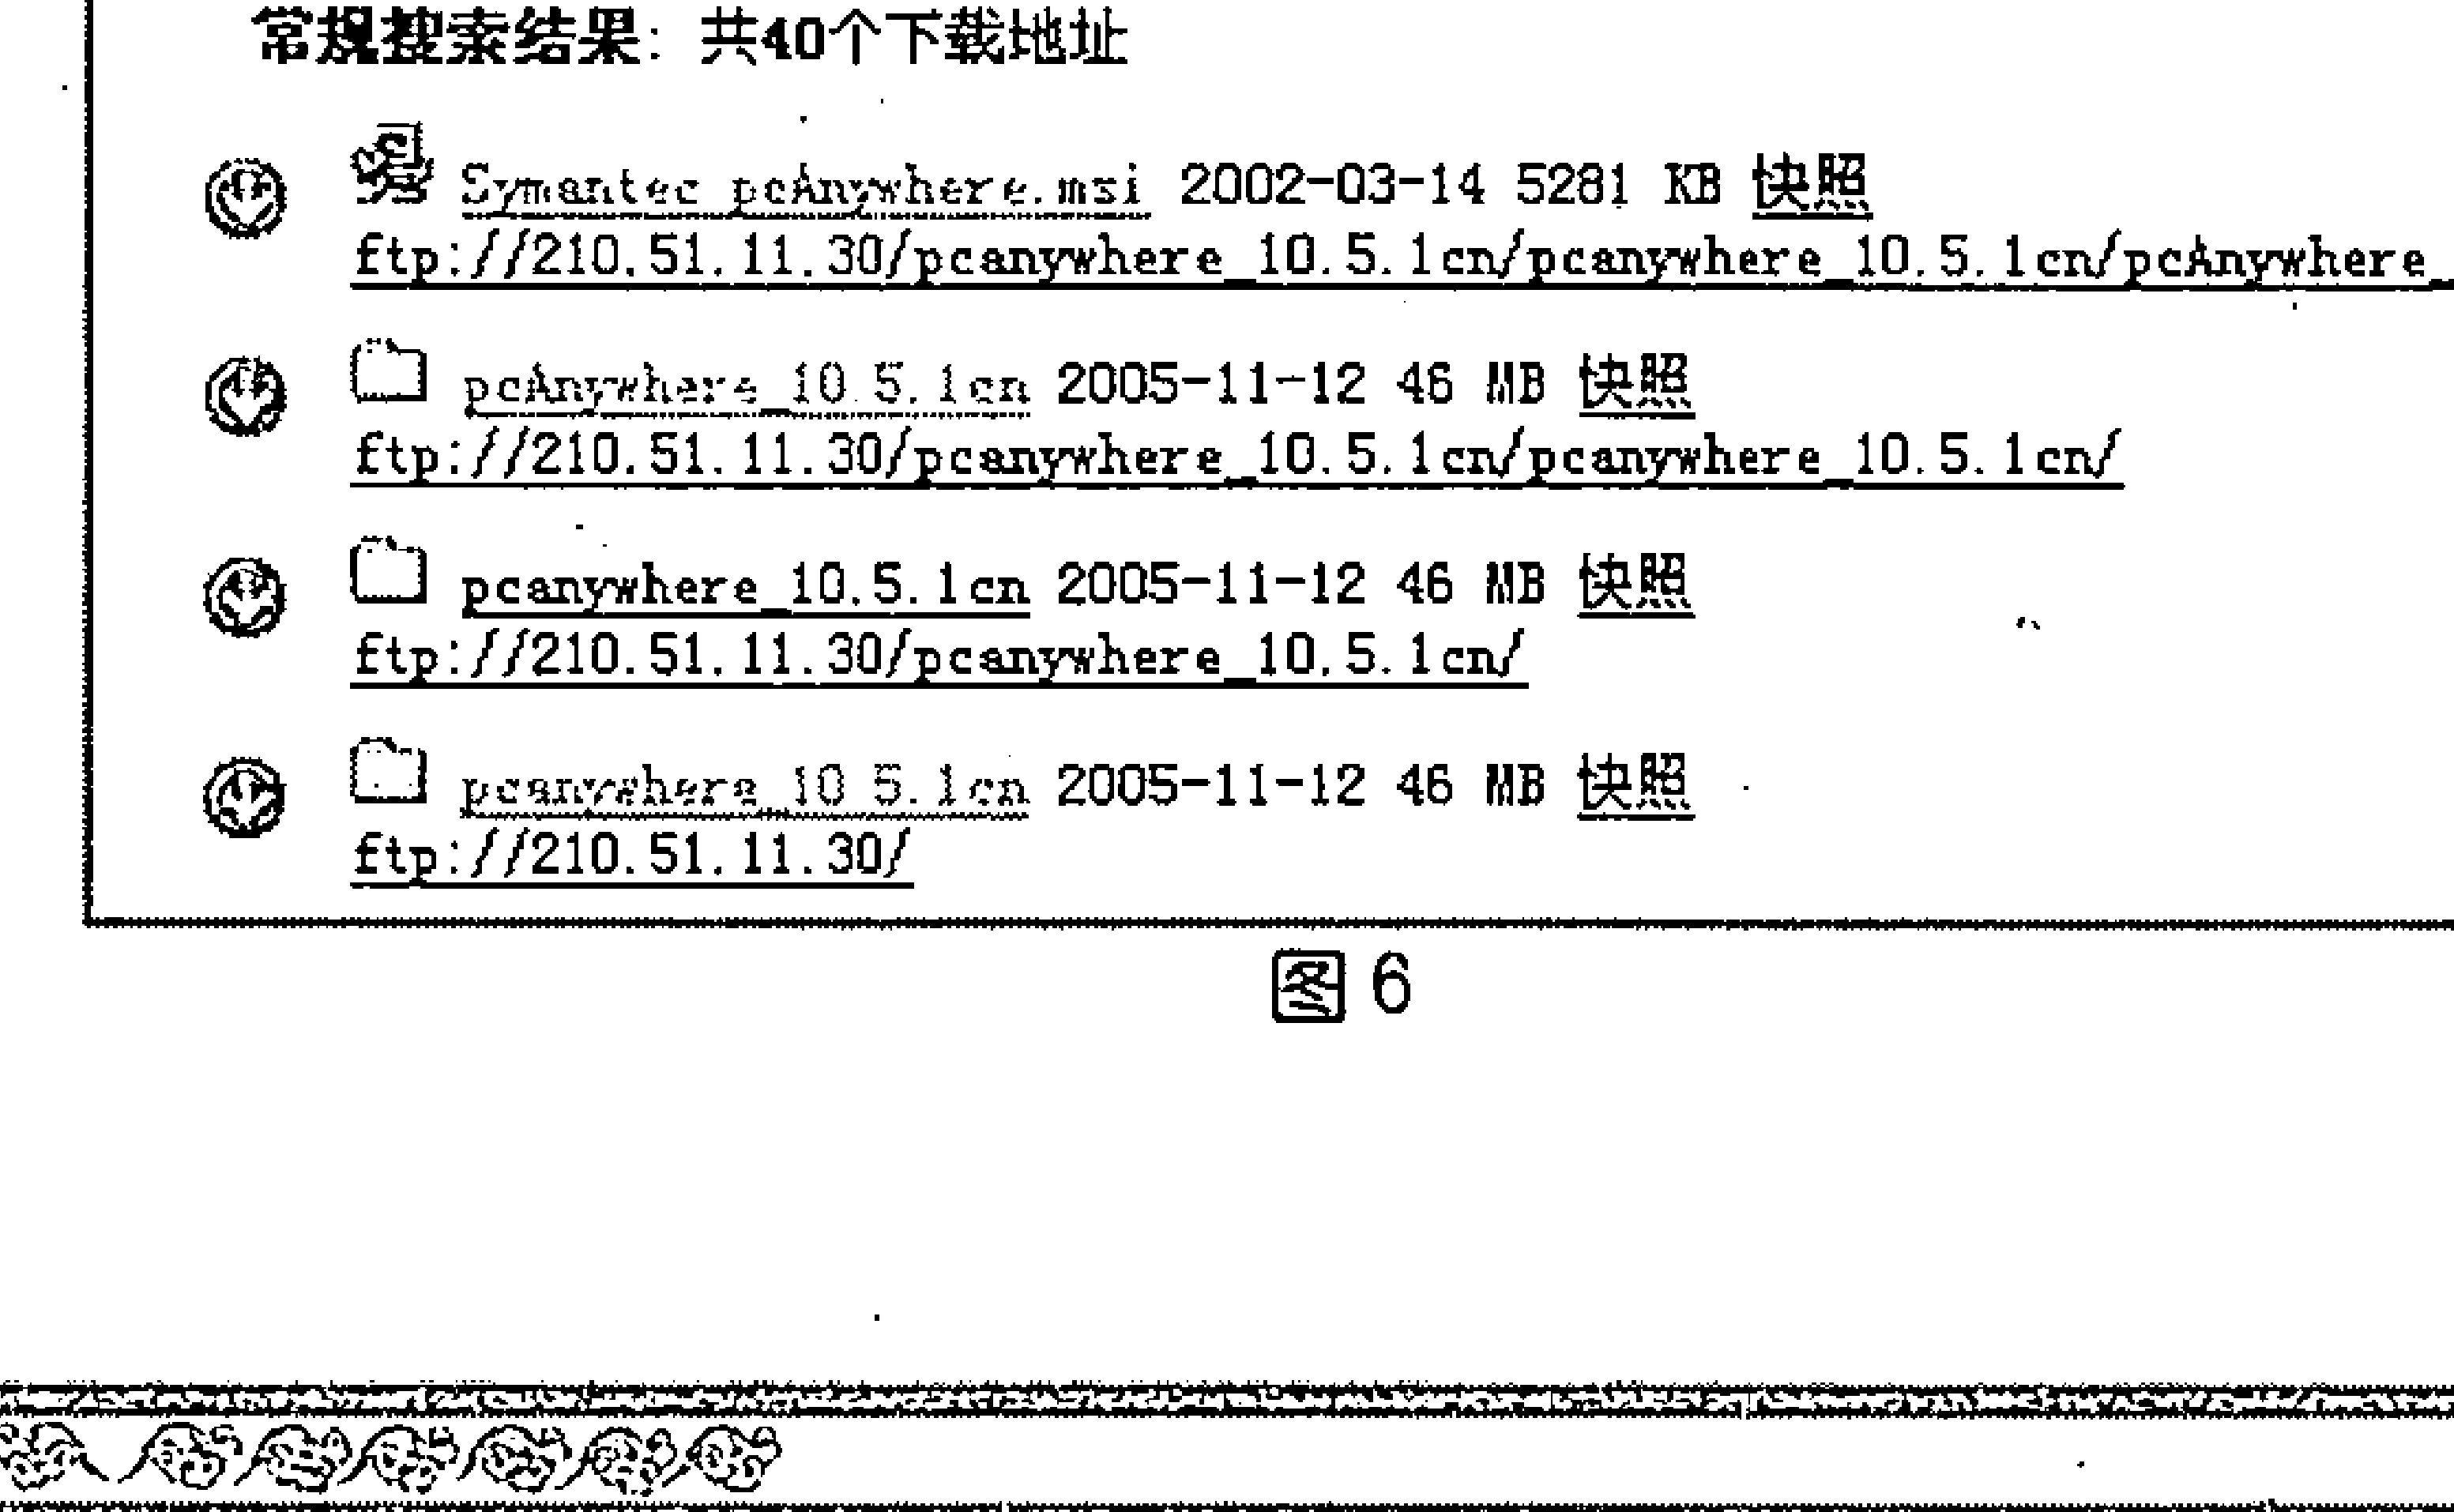 常规搜索结果: 共40个下载地址
Symantec pcAnywhere.msi 2002-03-14 5281 KB 快照
ftp://210.51.11.30/pcanywhere_10.5.1cn/pcanywhere_10.5.1cn/pcAnywhere_
pcAnywhere_10.5.1cn 2005-11-12 46 MB 快照
ftp://210.51.11.30/pcanywhere_10.5.1cn/pcanywhere_10.5.1cn/
pcanywhere_10.5.1cn 2005-11-12 46 MB 快照
ftp://210.51.11.30/pcanywhere_10.5.1cn/
pcanywhere_10.5.1cn 2005-11-12 46 MB 快照
ftp://210.51.11.30/
图 6